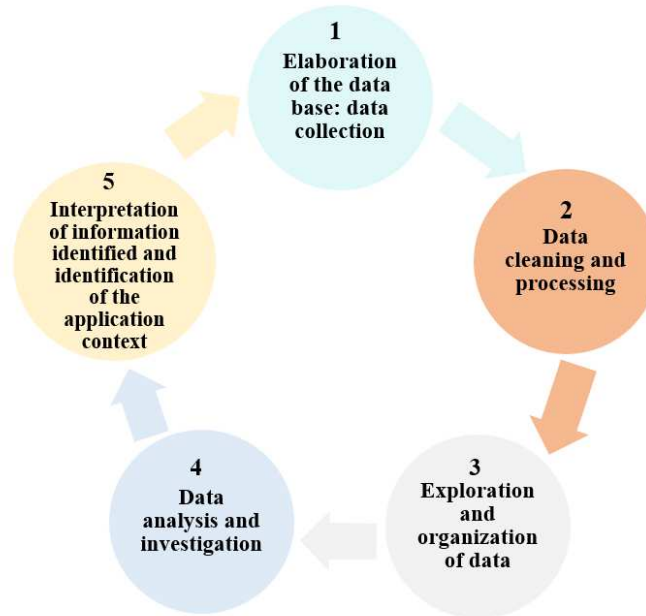 1
Elaboration
of the data
base: data
collection
2
Data
cleaning and
processing
3
Exploration
and
organization
of data
4
Data
analysis and
investigation
5
Interpretation
of information
identified and
identification
of the
application
context